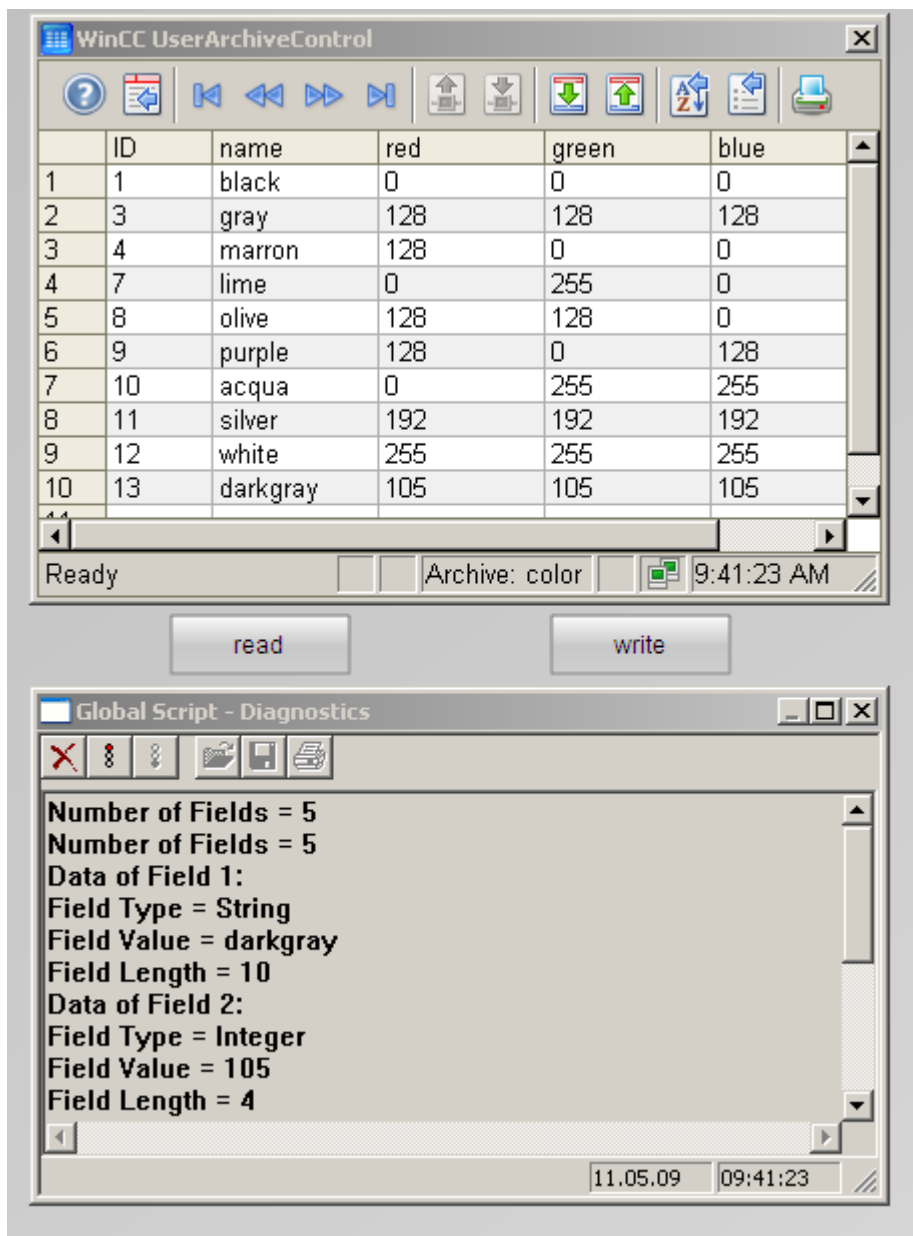 WinCC UserArchiveControl
ID name red green blue
1 1 black 0 0 0
2 3 gray 128 128 128
3 4 marron 128 0 0
4 7 lime 0 255 0
5 8 olive 128 128 0
6 9 purple 128 0 128
7 10 acqua 0 255 255
8 11 silver 192 192 192
9 12 white 255 255 255
10 13 darkgray 105 105 105
Ready Archive: color 9:41:23 AM
read write
Global Script - Diagnostics
Number of Fields = 5
Number of Fields = 5
Data of Field 1:
Field Type = String
Field Value = darkgray
Field Length = 10
Data of Field 2:
Field Type = Integer
Field Value = 105
Field Length = 4
11.05.09 09:41:23